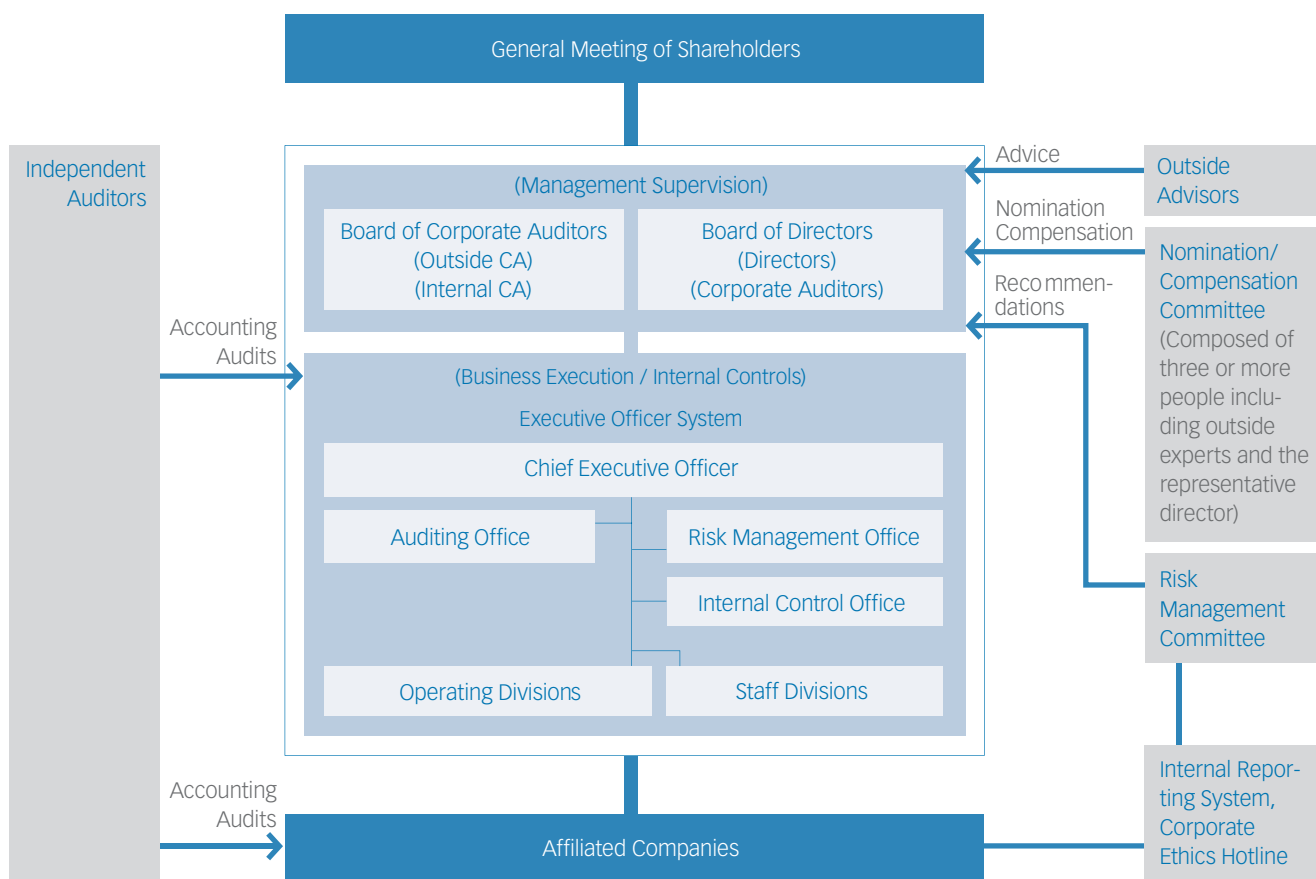 General Meeting of Shareholders
Independent
Auditors
Accounting
Audits
Accounting
Audits
(Management Supervision)
Board of Corporate Auditors
(Outside CA)
(Internal CA)
Board of Directors
(Directors)
(Corporate Auditors)
(Business Execution / Internal Controls)
Executive Officer System
Chief Executive Officer
Auditing Office
Risk Management Office
Internal Control Office
Operating Divisions
Staff Divisions
Affiliated Companies
Advice
Nomination
Compensation
Recommen-
dations
Outside
Advisors
Nomination/
Compensation
Committee
(Composed of
three or more
people inclu-
ding outside
experts and the
representative
director)
Risk
Management
Committee
Internal Repor-
ting System,
Corporate
Ethics Hotline